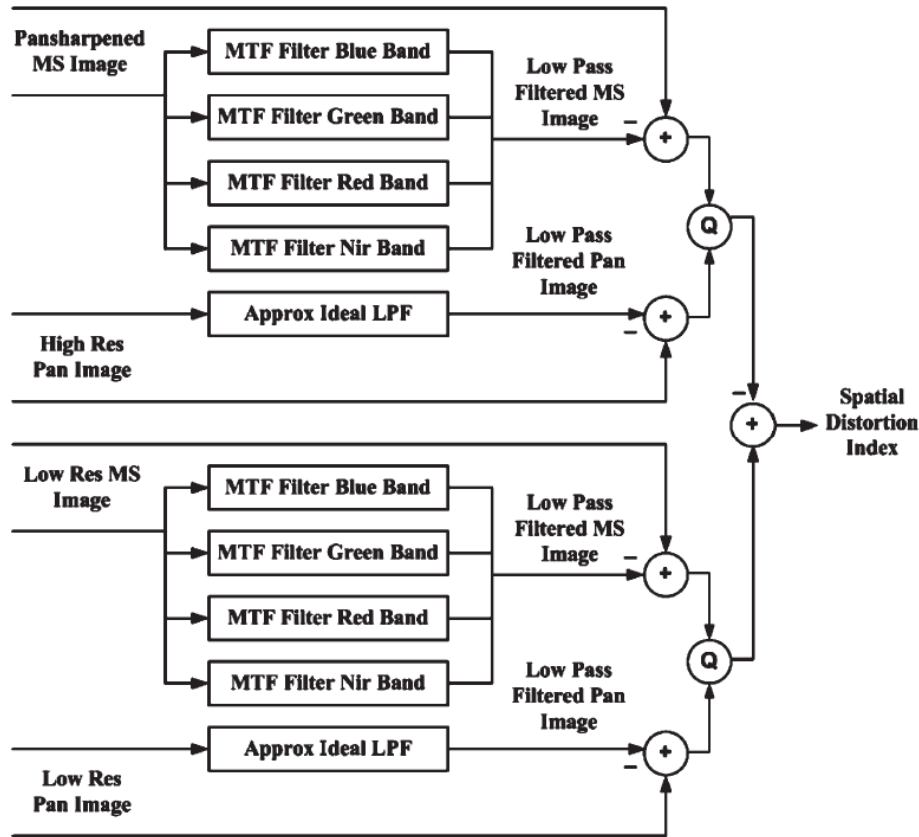 Pansharpened
MS Image
MTF Filter Blue Band
MTF Filter Green Band
MTF Filter Red Band
MTF Filter Nir Band
Low Pass
Filtered MS
Image
−
+
Q
Low Pass
Filtered Pan
Image
Approx Ideal LPF
−
+
High Res
Pan Image
−
+
Spatial
Distortion
Index
Low Res MS
Image
MTF Filter Blue Band
MTF Filter Green Band
MTF Filter Red Band
MTF Filter Nir Band
Low Pass
Filtered MS
Image
−
+
Q
Low Pass
Filtered Pan
Image
Approx Ideal LPF
−
+
Low Res
Pan Image